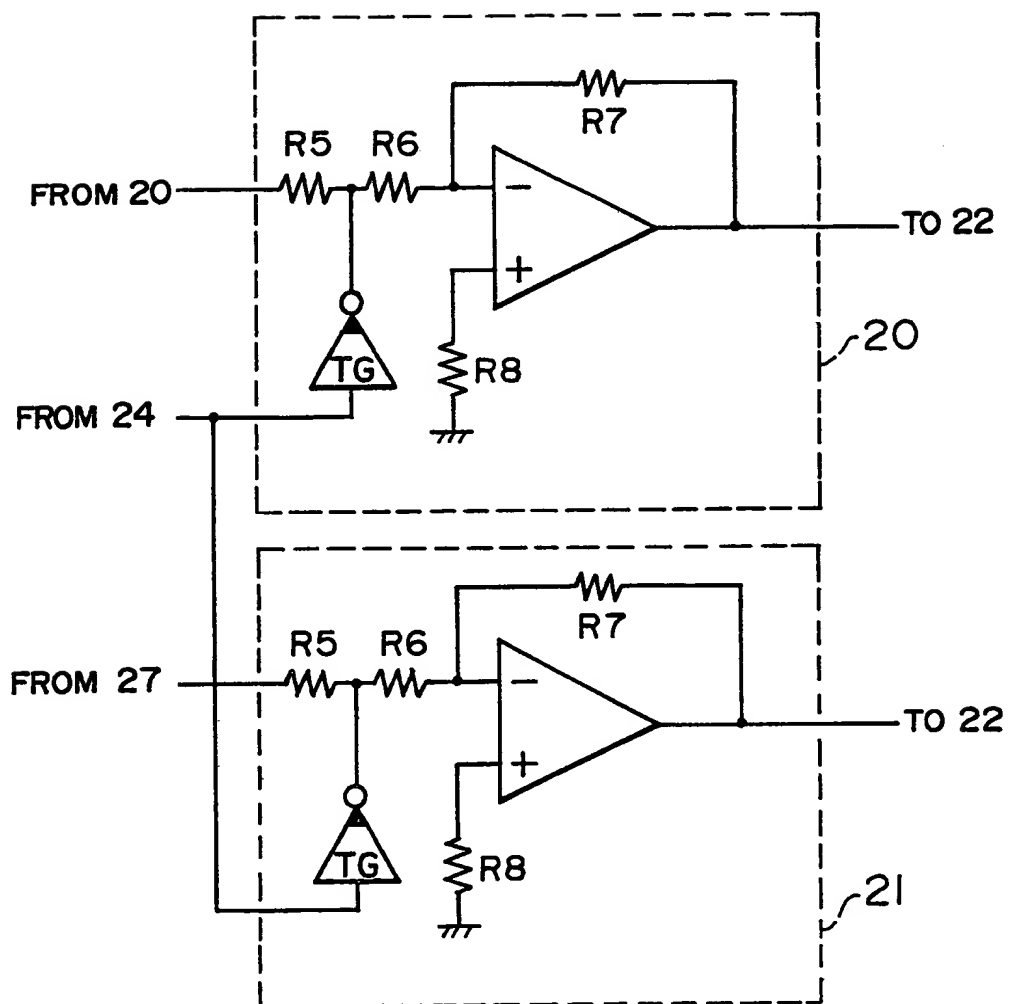 R7
R5 R6
FROM 20
−
TO 22
+
20
TG
R8
FROM 24
R7
R5 R6
FROM 27
−
TO 22
+
TG
R8
21